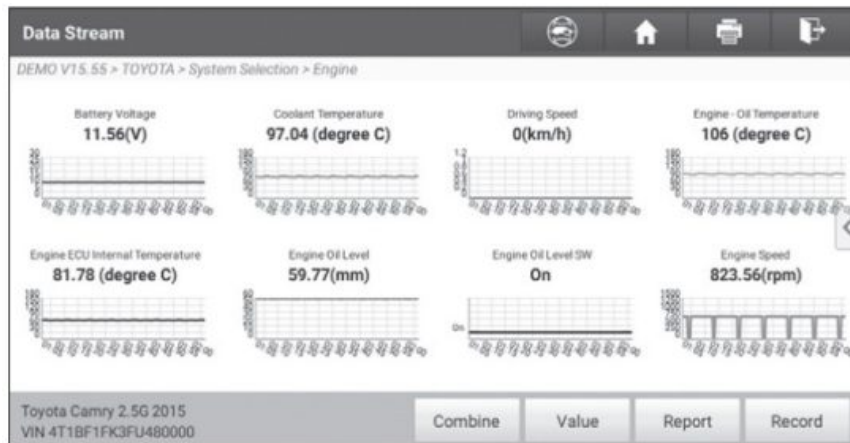 Data Stream
DEMO V15.55 > TOYOTA > System Selection > Engine
Battery Voltage
11.56(V)
Coolant Temperature
97.04 (degree C)
Driving Speed
0(km/h)
Engine - Oil Temperature
106 (degree C)
Engine ECU Internal Temperature
81.78 (degree C)
Engine Oil Level
59.77(mm)
Engine Oil Level SW
On
On
Engine Speed
823.56(rpm)
Toyota Camry 2.5G 2015
VIN 4T1BF1FK3FU480000
Combine
Value
Report
Record